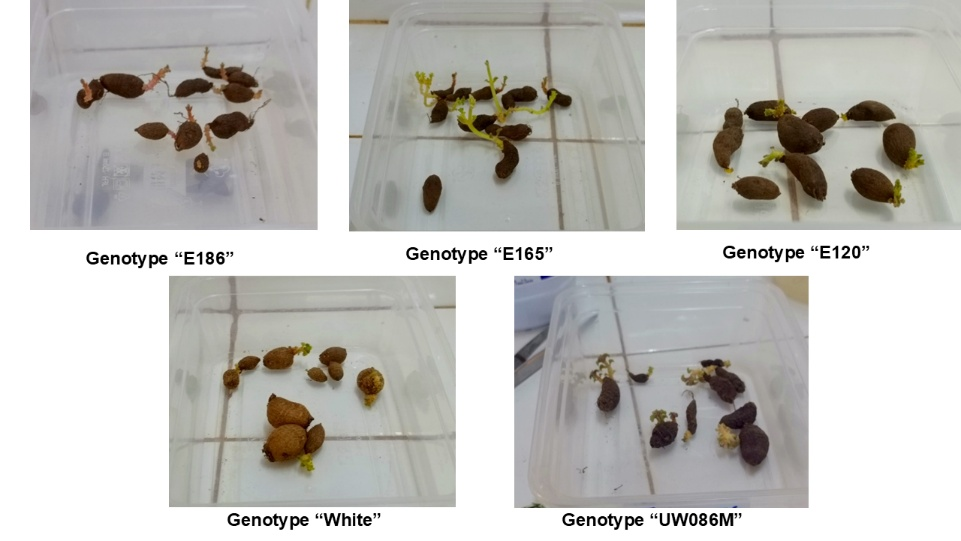 Genotype “E186”
Genotype “E165”
Genotype “E120”
Genotype “White”
Genotype “UW086M”